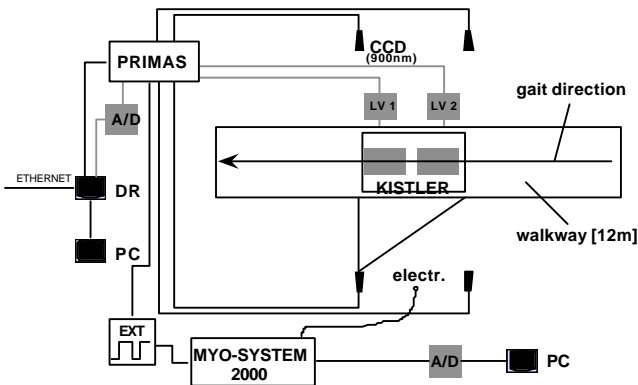 CCD
(900nm)
PRIMAS
A/D
LV 1
LV 2
gait direction
ETHERNET
DR
KISTLER
walkway [12m]
PC
electr.
EXT
MYO-SYSTEM
2000
A/D
PC